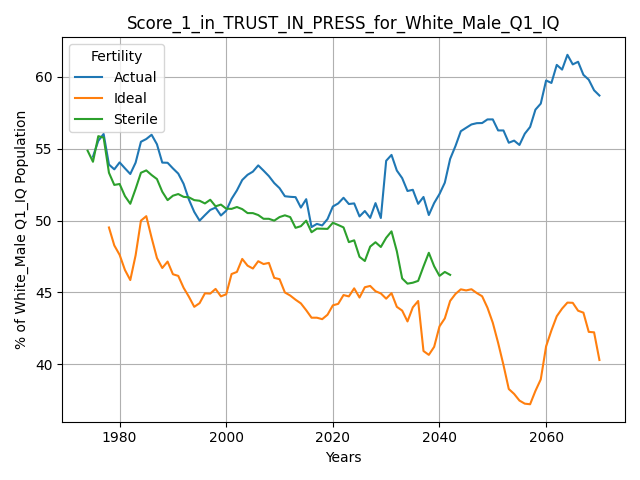 Score_1_in_TRUST_IN_PRESS_for_White_Male_Q1_IQ
Fertility
Actual
Ideal
Sterile
% of White_Male Q1_IQ Population
60
55
50
45
40
1980
2000
2020
2040
2060
Years